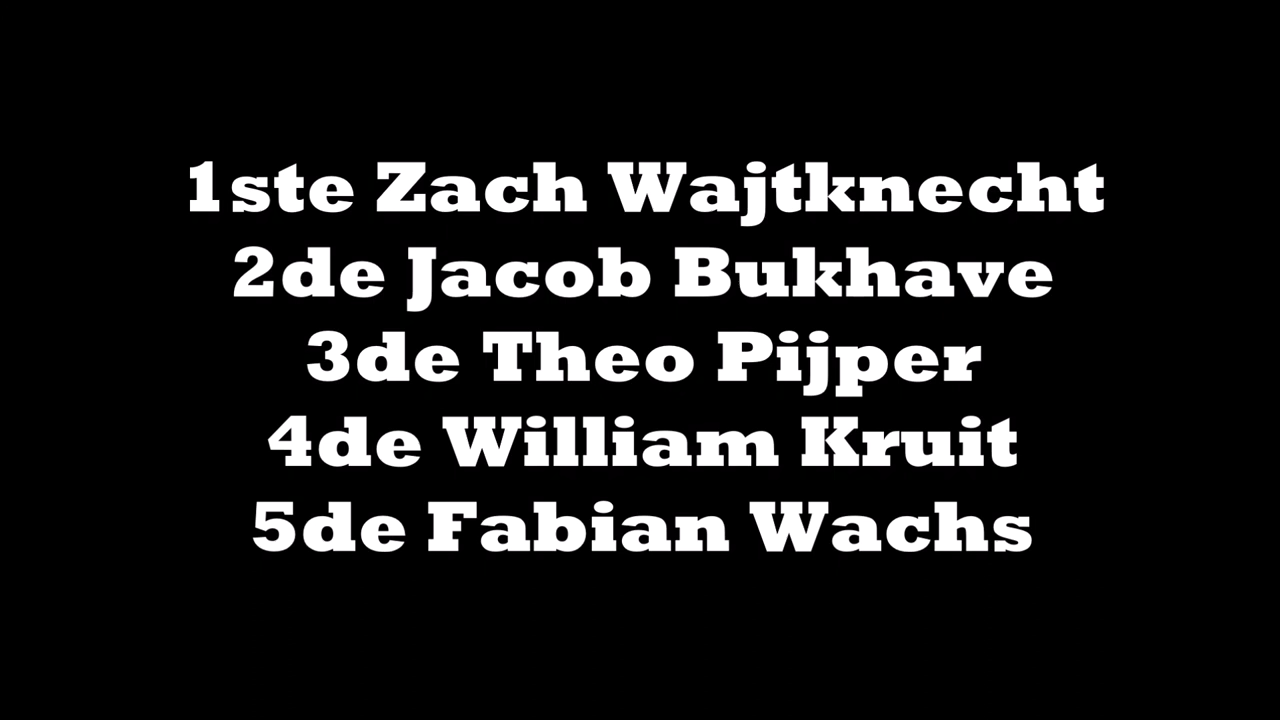 1ste Zach Wajtknecht
2de Jacob Bukhave
3de Theo Pijper
4de William Kruit
5de Fabian Wachs